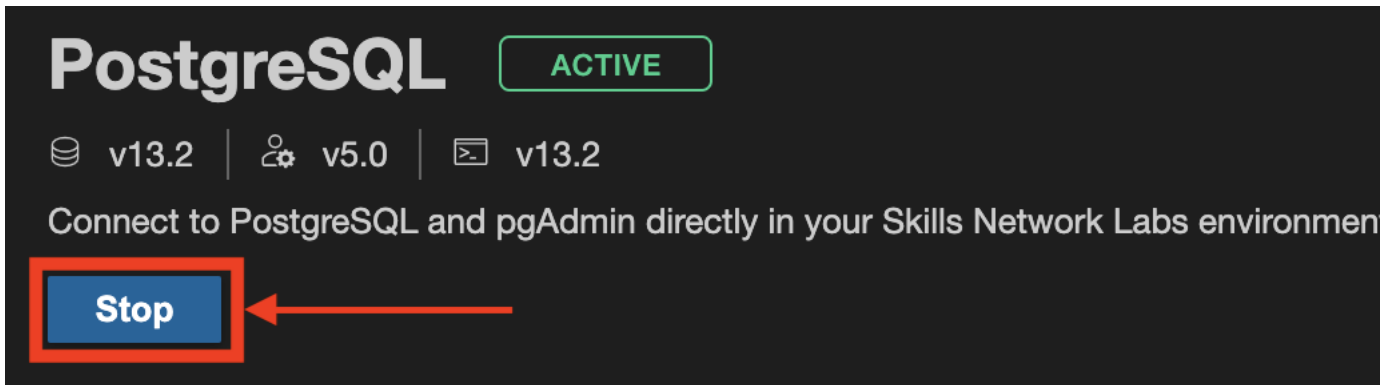 PostgreSQL ACTIVE
v13.2 v5.0 v13.2
Connect to PostgreSQL and pgAdmin directly in your Skills Network Labs
Stop